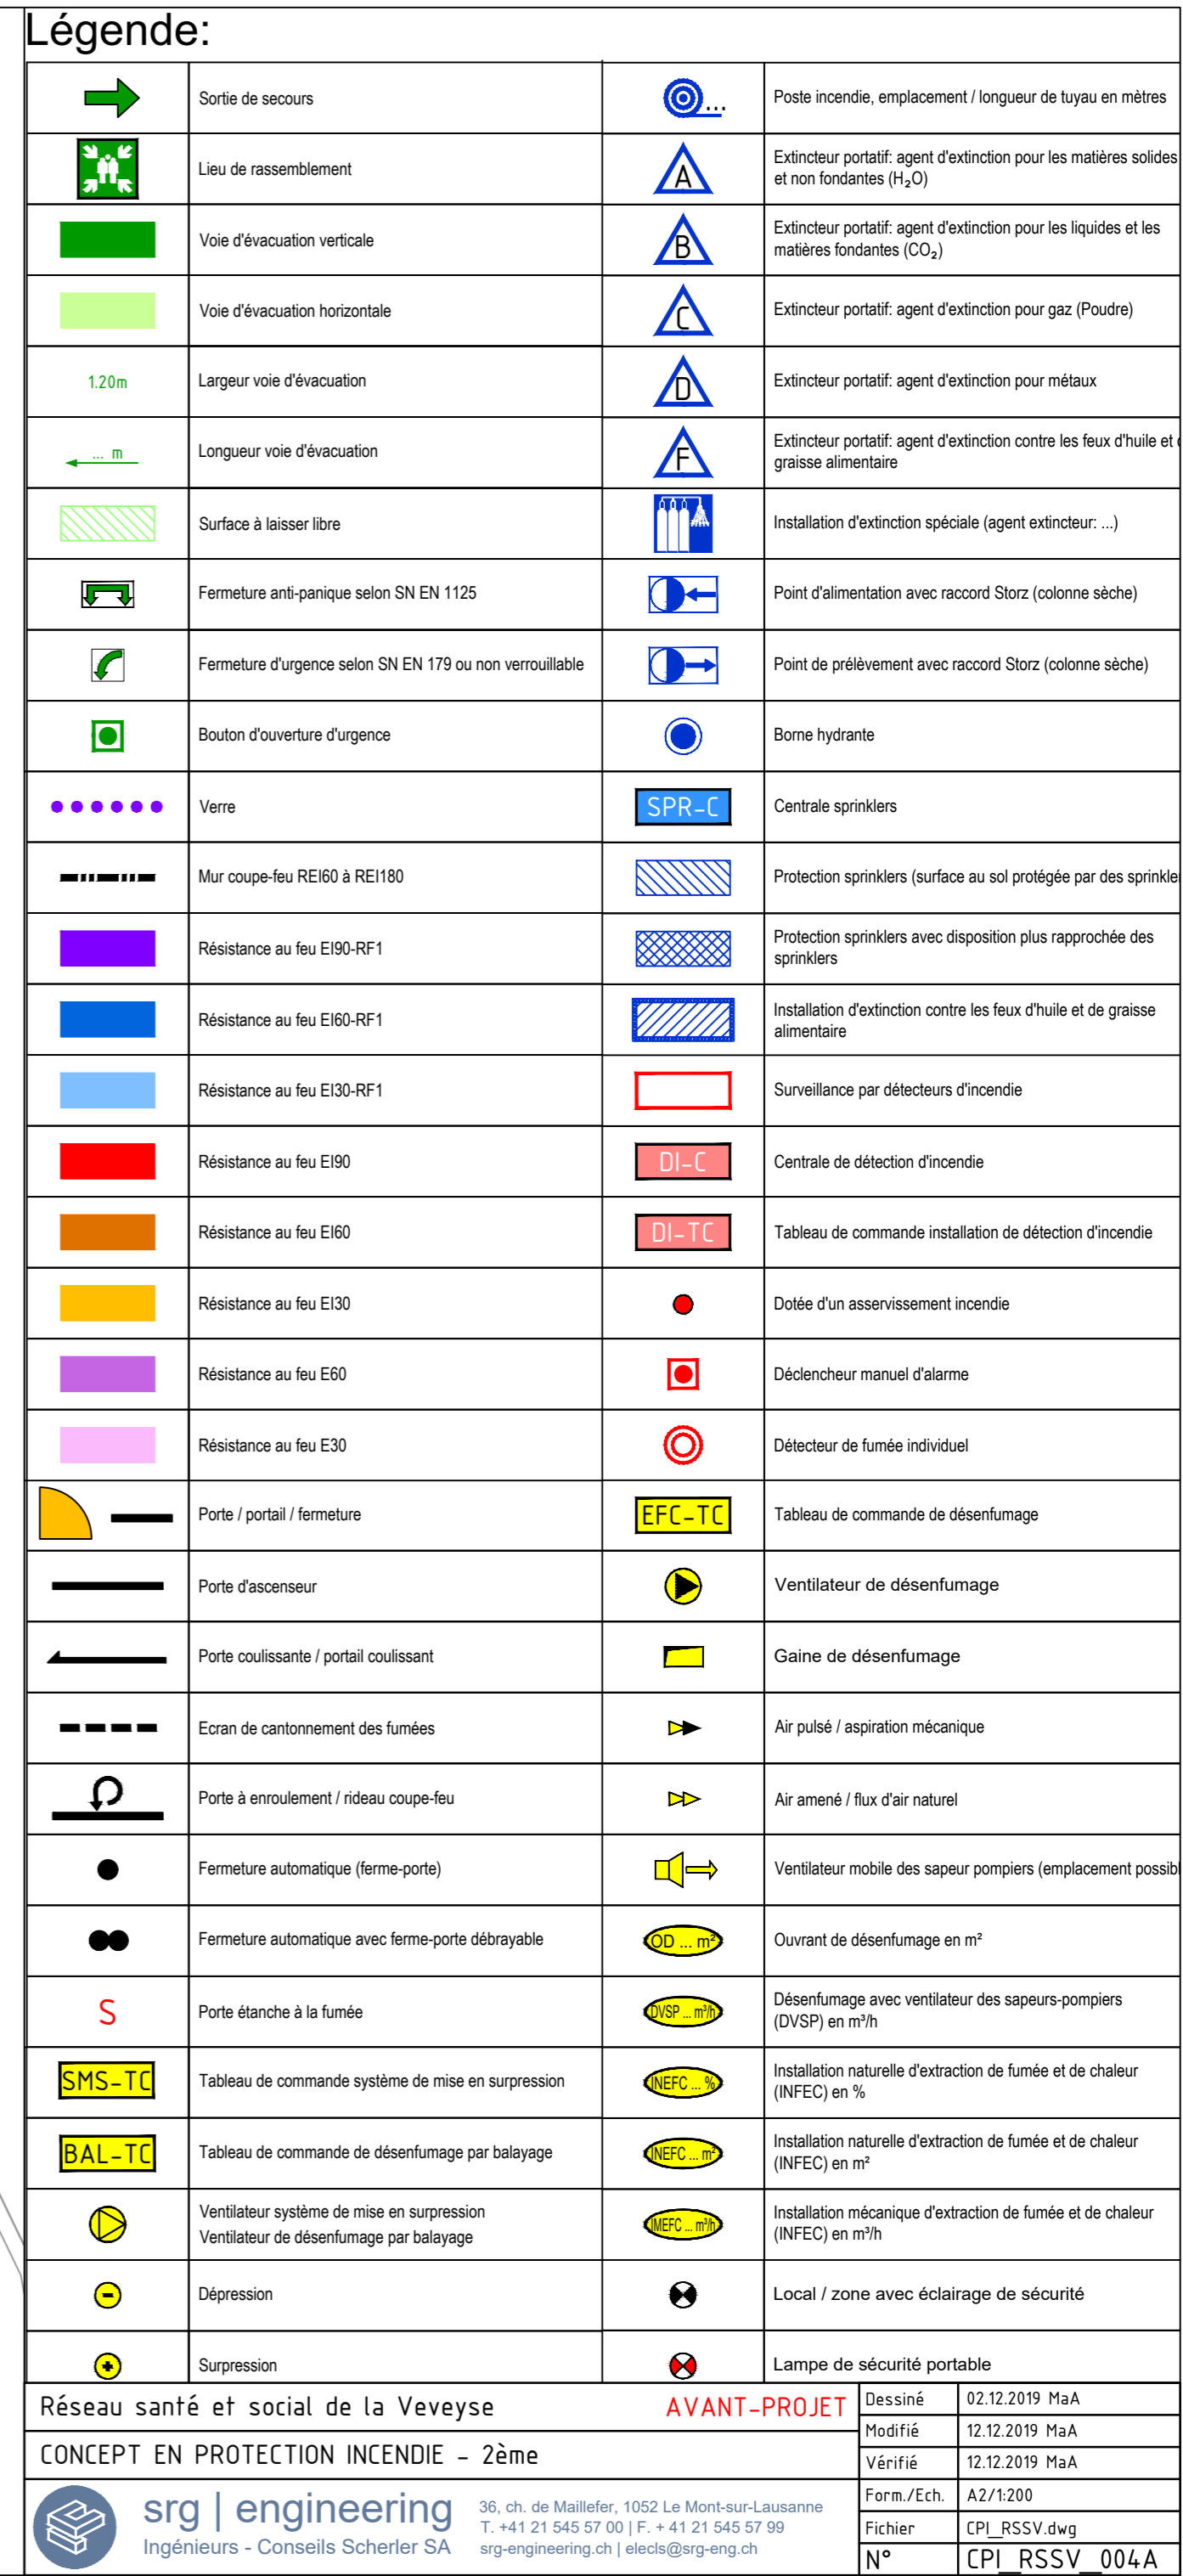 Légende:
Sortie de secours
... Poste incendie, emplacement / longueur de tuyau en mètres
Lieu de rassemblement
A Extincteur portatif: agent d'extinction pour les matières solides
et non fondantes (H₂O)
Voie d'évacuation verticale
B Extincteur portatif: agent d'extinction pour les liquides et les
matières fondantes (CO₂)
Voie d'évacuation horizontale
C Extincteur portatif: agent d'extinction pour gaz (Poudre)
1.20m Largeur voie d'évacuation
D Extincteur portatif: agent d'extinction pour métaux
... m Longueur voie d'évacuation
F Extincteur portatif: agent d'extinction contre les feux d'huile et
graisse alimentaire
Surface à laisser libre
Installation d'extinction spéciale (agent extincteur: ...)
Fermeture anti-panique selon SN EN 1125
Point d'alimentation avec raccord Storz (colonne sèche)
Fermeture d'urgence selon SN EN 179 ou non verrouillable
Point de prélèvement avec raccord Storz (colonne sèche)
Bouton d'ouverture d'urgence
Borne hydrante
Verre
SPR-C Centrale sprinklers
Mur coupe-feu REI60 à REI180
Protection sprinklers (surface au sol protégée par des sprinkle
Résistance au feu EI90-RF1
Protection sprinklers avec disposition plus rapprochée des
sprinklers
Résistance au feu EI60-RF1
Installation d'extinction contre les feux d'huile et de graisse
alimentaire
Résistance au feu EI30-RF1
Surveillance par détecteurs d'incendie
Résistance au feu EI90
DI-C Centrale de détection d'incendie
Résistance au feu EI60
DI-TC Tableau de commande installation de détection d'incendie
Résistance au feu EI30
Dotée d'un asservissement incendie
Résistance au feu E60
Déclencheur manuel d'alarme
Résistance au feu E30
Détecteur de fumée individuel
Porte / portail / fermeture
EFC-TC Tableau de commande de désenfumage
Porte d'ascenseur
Ventilateur de désenfumage
Porte coulissante / portail coulissant
Gaine de désenfumage
Ecran de cantonnement des fumées
Air pulsé / aspiration mécanique
Porte à enroulement / rideau coupe-feu
Air amené / flux d'air naturel
Fermeture automatique (ferme-porte)
Ventilateur mobile des sapeur pompiers (emplacement possibl
Fermeture automatique avec ferme-porte débrayable
OD ... m² Ouvrant de désenfumage en m²
S Porte étanche à la fumée
DVSP ... m³/h Désenfumage avec ventilateur des sapeurs-pompiers
(DVSP) en m³/h
SMS-TC Tableau de commande système de mise en surpression
INEFC ... % Installation naturelle d'extraction de fumée et de chaleur
(INFEC) en %
BAL-TC Tableau de commande de désenfumage par balayage
INEFC ... m² Installation naturelle d'extraction de fumée et de chaleur
(INFEC) en m²
Ventilateur système de mise en surpression
Ventilateur de désenfumage par balayage
IMEFC ... m³/h Installation mécanique d'extraction de fumée et de chaleur
(INFEC) en m³/h
Dépression
Local / zone avec éclairage de sécurité
Surpression
Lampe de sécurité portable
Réseau santé et social de la Veveyse AVANT-PROJET
CONCEPT EN PROTECTION INCENDIE - 2ème
Dessiné 02.12.2019 MaA
Modifié 12.12.2019 MaA
Vérifié 12.12.2019 MaA
Form./Ech. A2/1:200
Fichier CPI_RSSV.dwg
N° CPI_RSSV_004A
srg | engineering
Ingénieurs - Conseils Scherler SA
36, ch. de Maillefer, 1052 Le Mont-sur-Lausanne
T. +41 21 545 57 00 | F. + 41 21 545 57 99
srg-engineering.ch | elecls@srg-eng.ch